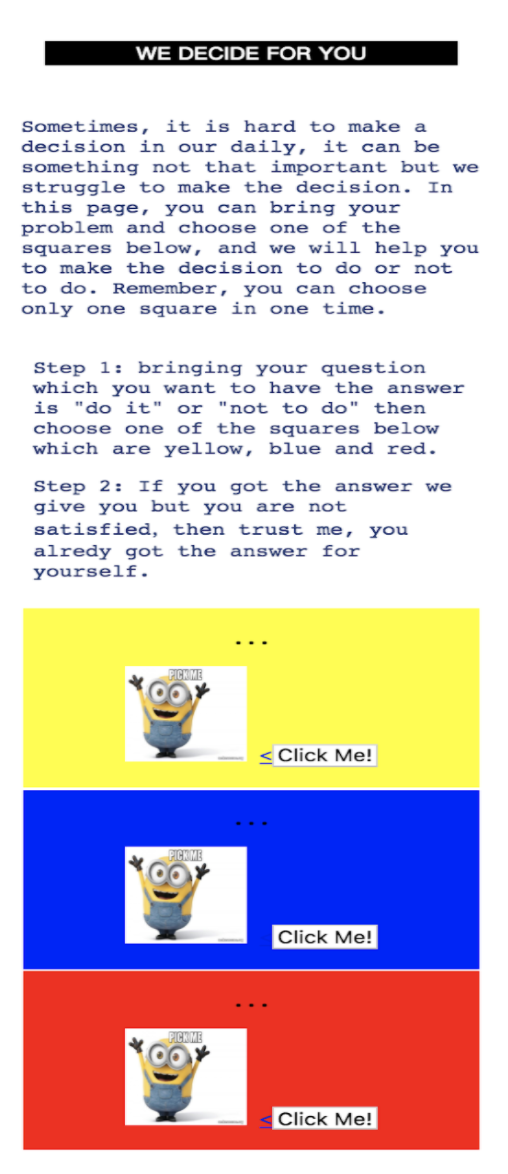 WE DECIDE FOR YOU
Sometimes, it is hard to make a
decision in our daily, it can be
something not that important but we
struggle to make the decision. In
this page, you can bring your
problem and choose one of the
squares below, and we will help you
to make the decision to do or not
to do. Remember, you can choose
only one square in one time.
Step 1: bringing your question
which you want to have the answer
is "do it" or "not to do" then
choose one of the squares below
which are yellow, blue and red.
Step 2: If you got the answer we
give you but you are not
satisfied, then trust me, you
alredy got the answer for
yourself.
...
PICK ME
<Click Me!
...
PICK ME
Click Me!
...
PICK ME
<Click Me!